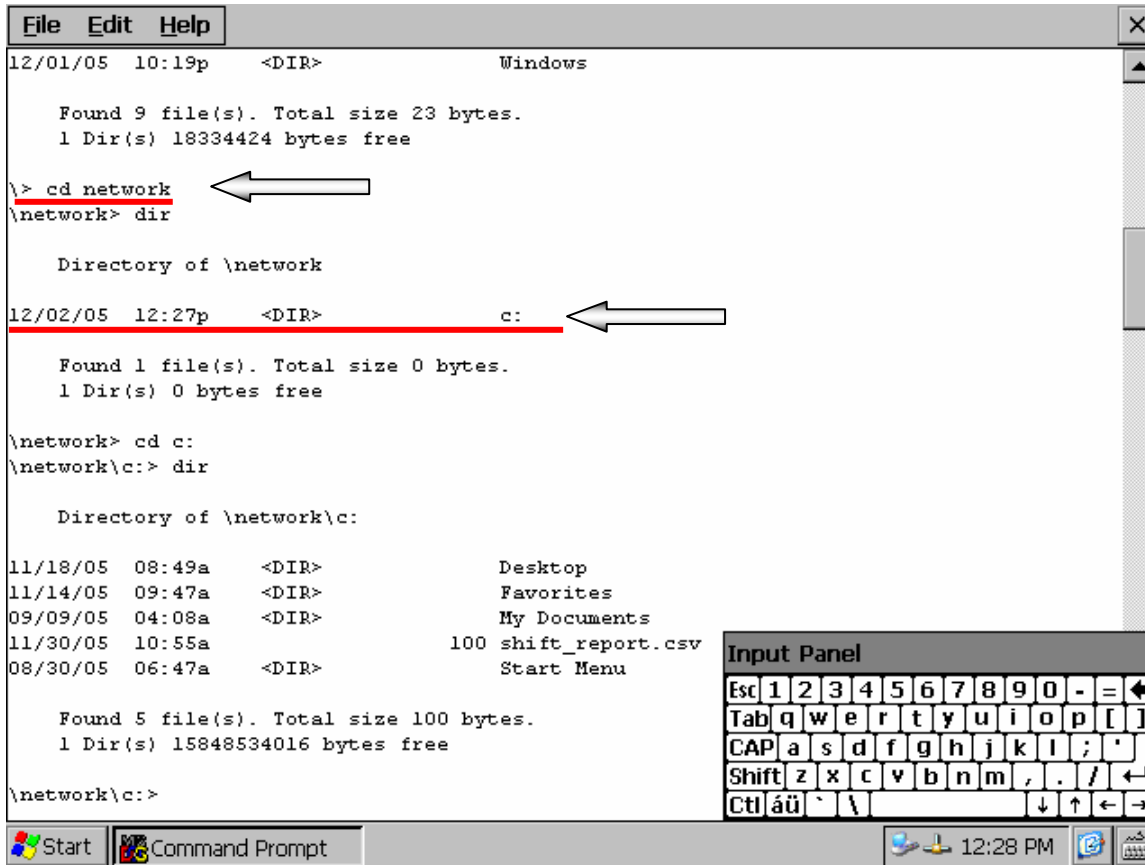 File Edit Help
12/01/05 10:19p <DIR> Windows
Found 9 file(s). Total size 23 bytes.
1 Dir(s) 18334424 bytes free
\> cd network
\network> dir
Directory of \network
12/02/05 12:27p <DIR> c:
Found 1 file(s). Total size 0 bytes.
1 Dir(s) 0 bytes free
\network> cd c:
\network\c:> dir
Directory of \network\c:
11/18/05 08:49a <DIR> Desktop
11/14/05 09:47a <DIR> Favorites
09/09/05 04:08a <DIR> My Documents
11/30/05 10:55a 100 shift_report.csv
08/30/05 06:47a <DIR> Start Menu
Found 5 file(s). Total size 100 bytes.
1 Dir(s) 15848534016 bytes free
\network\c:>
Input Panel
Esc 1 2 3 4 5 6 7 8 9 0 - =
Tab q w e r t y u i o p [ ]
CAP a s d f g h j k l ; '
Shift z x c v b n m , . /
Ctl áü ` \ ↓ ↑ ← →
Start Command Prompt 12:28 PM